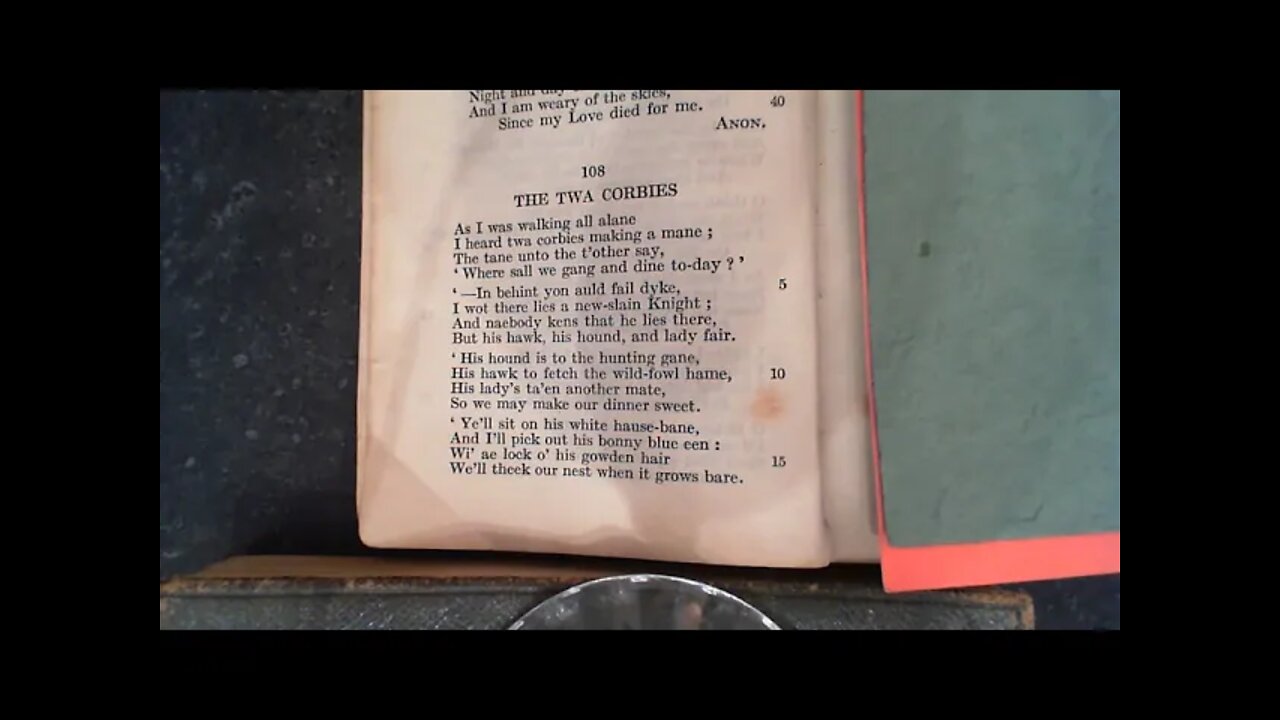 Night and day
And I am weary of the skies,
40
Since my Love died for me.
ANON.
108
THE TWA CORBIES
As I was walking all alane
I heard twa corbies making a mane ;
The tane unto the t'other say,
‘ Where sall we gang and dine to-day ? ’
‘ —In behint yon auld fail dyke,
5
I wot there lies a new-slain Knight ;
And naebody kens that he lies there,
But his hawk, his hound, and lady fair.
‘ His hound is to the hunting gane,
His hawk to fetch the wild-fowl hame,
10
His lady's ta'en another mate,
So we may make our dinner sweet.
‘ Ye'll sit on his white hause-bane,
And I'll pick out his bonny blue een :
Wi' ae lock o' his gowden hair
15
We'll theek our nest when it grows bare.